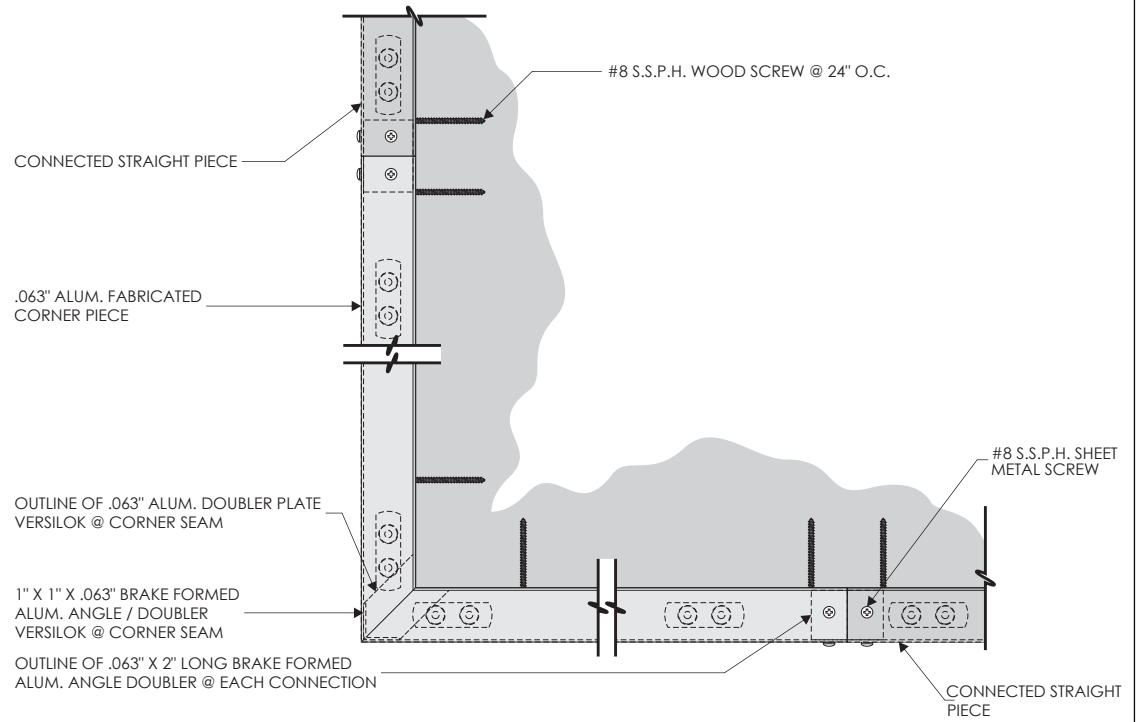 #8 S.S.P.H. WOOD SCREW @ 24" O.C.
CONNECTED STRAIGHT PIECE
.063" ALUM. FABRICATED
CORNER PIECE
#8 S.S.P.H. SHEET
METAL SCREW
OUTLINE OF .063" ALUM. DOUBLER PLATE
VERSILOK @ CORNER SEAM
1" X 1" X .063" BRAKE FORMED
ALUM. ANGLE / DOUBLER
VERSILOK @ CORNER SEAM
OUTLINE OF .063" X 2" LONG BRAKE FORMED
ALUM. ANGLE DOUBLER @ EACH CONNECTION
CONNECTED STRAIGHT
PIECE